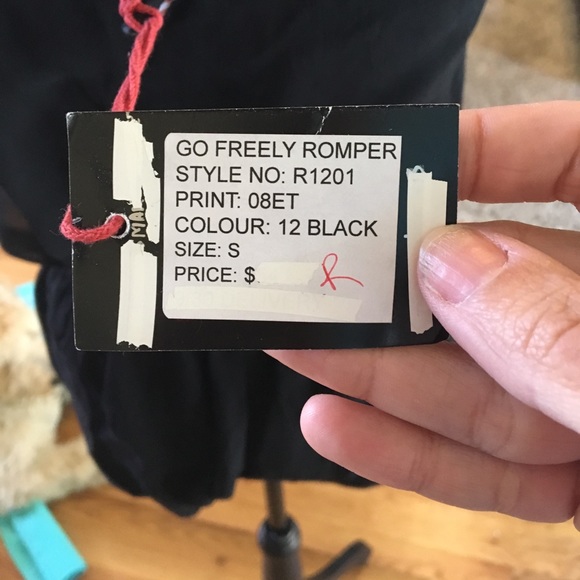 GO FREELY ROMPER
STYLE NO: R1201
PRINT: 08ET
COLOUR: 12 BLACK
SIZE: S
PRICE: $